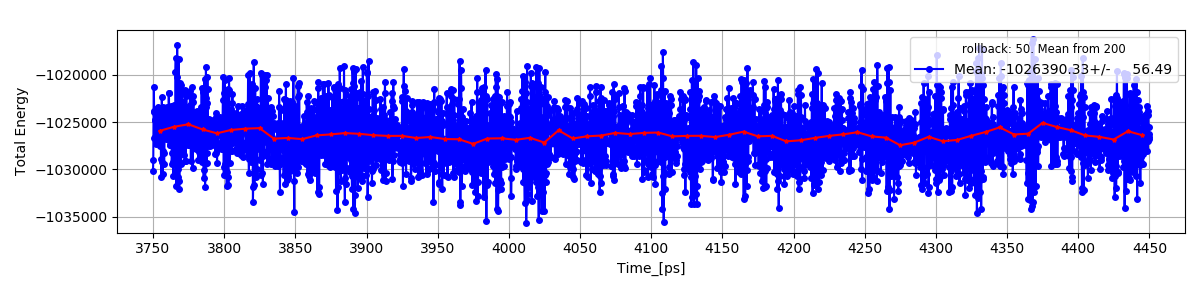 rollback: 50, Mean from 200
Mean: -1026390.33+/- 56.49
Total Energy
−1020000
−1025000
−1030000
−1035000
3750 3800 3850 3900 3950 4000 4050 4100 4150 4200 4250 4300 4350 4400 4450
Time_[ps]